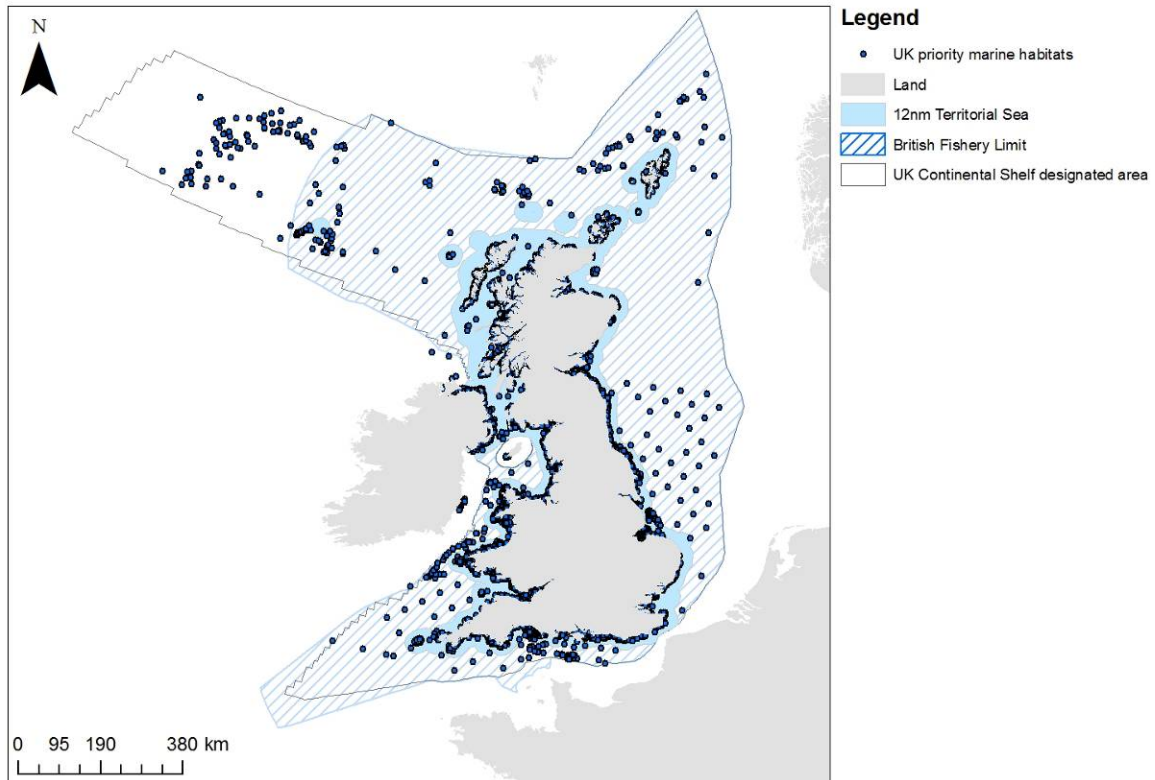 N
0 95 190 380 km
Legend
UK priority marine habitats
Land
12nm Territorial Sea
British Fishery Limit
UK Continental Shelf designated area